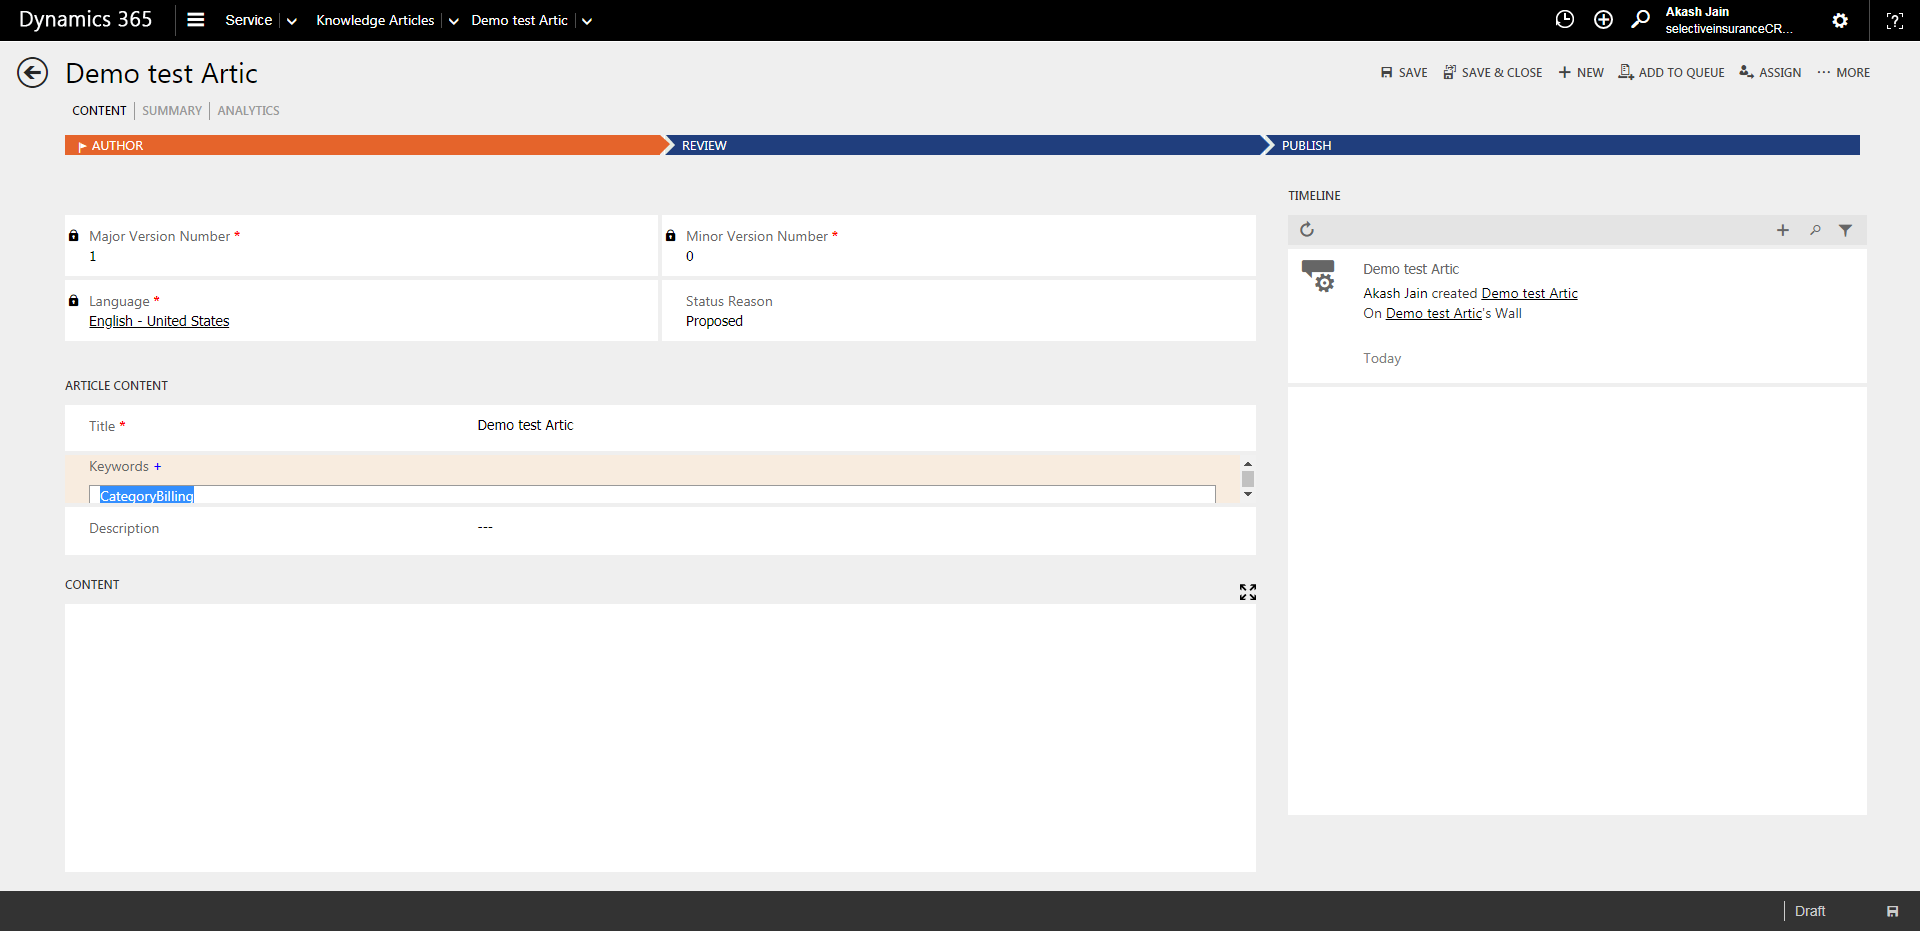 Dynamics 365
Service
Knowledge Articles
Demo test Artic
Akash Jain
selectiveinsuranceCR...
Demo test Artic
SAVE
SAVE & CLOSE
NEW
ADD TO QUEUE
ASSIGN
MORE
CONTENT
SUMMARY
ANALYTICS
AUTHOR
REVIEW
PUBLISH
Major Version Number *
1
Minor Version Number *
0
Language *
English - United States
Status Reason
Proposed
ARTICLE CONTENT
Title *
Demo test Artic
Keywords +
CategoryBilling
Description
---
CONTENT
TIMELINE
Demo test Artic
Akash Jain created Demo test Artic
On Demo test Artic's Wall
Today
Draft